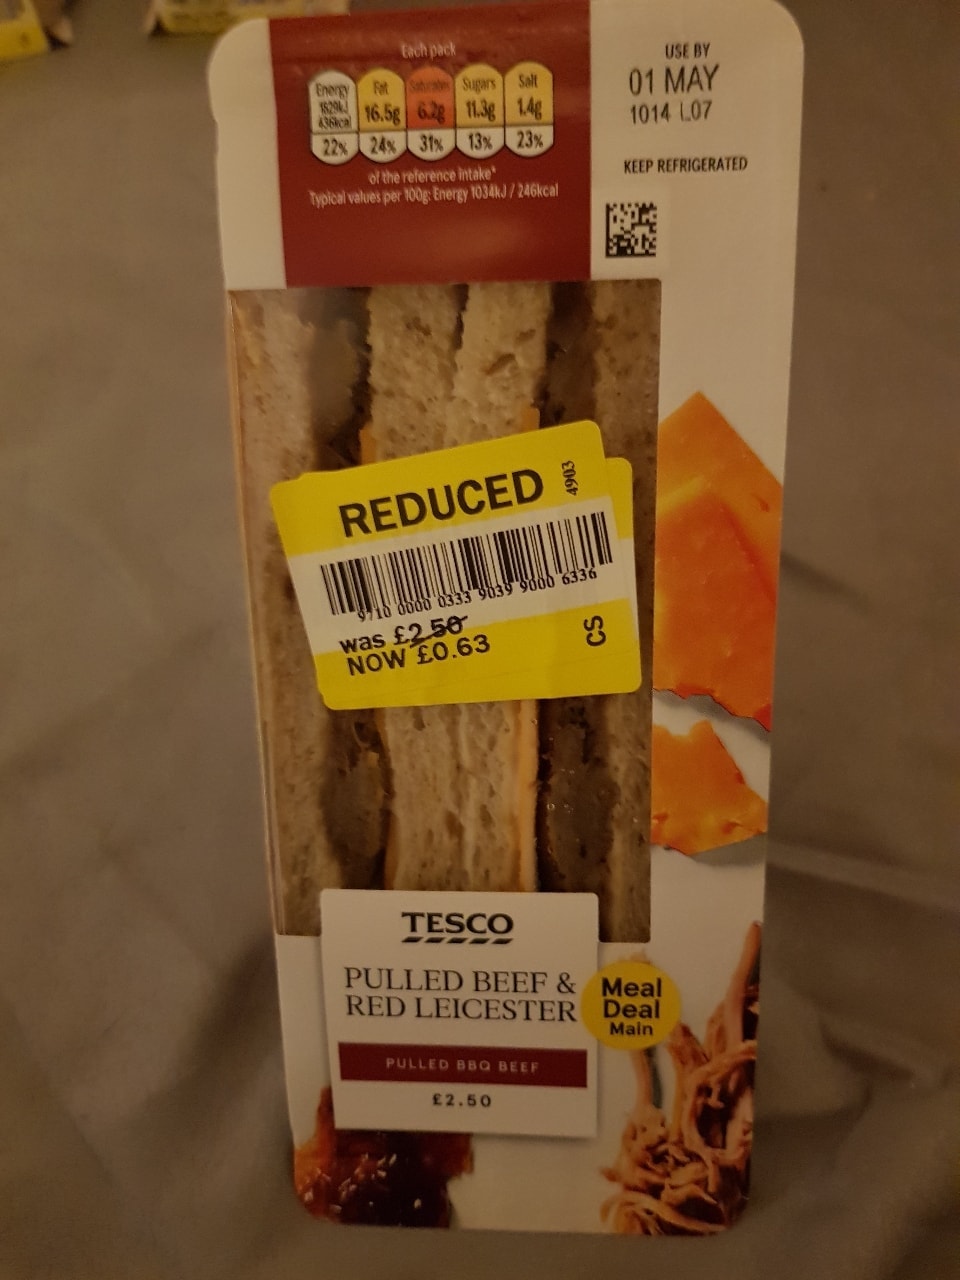 Each pack
Energy Fat Saturates Sugars Salt
1829kJ
436kcal 16.5g 6.2g 11.3g 1.4g
22% 24% 31% 13% 23%
of the reference intake*
Typical values per 100g: Energy 1034kJ / 246kcal
USE BY
01 MAY
1014 L07
KEEP REFRIGERATED
REDUCED
4903
9710 0000 0333 9039 9000 6336
was £2.50
NOW £0.63
CS
TESCO
PULLED BEEF &
RED LEICESTER
PULLED BBQ BEEF
£2.50
Meal
Deal
Main